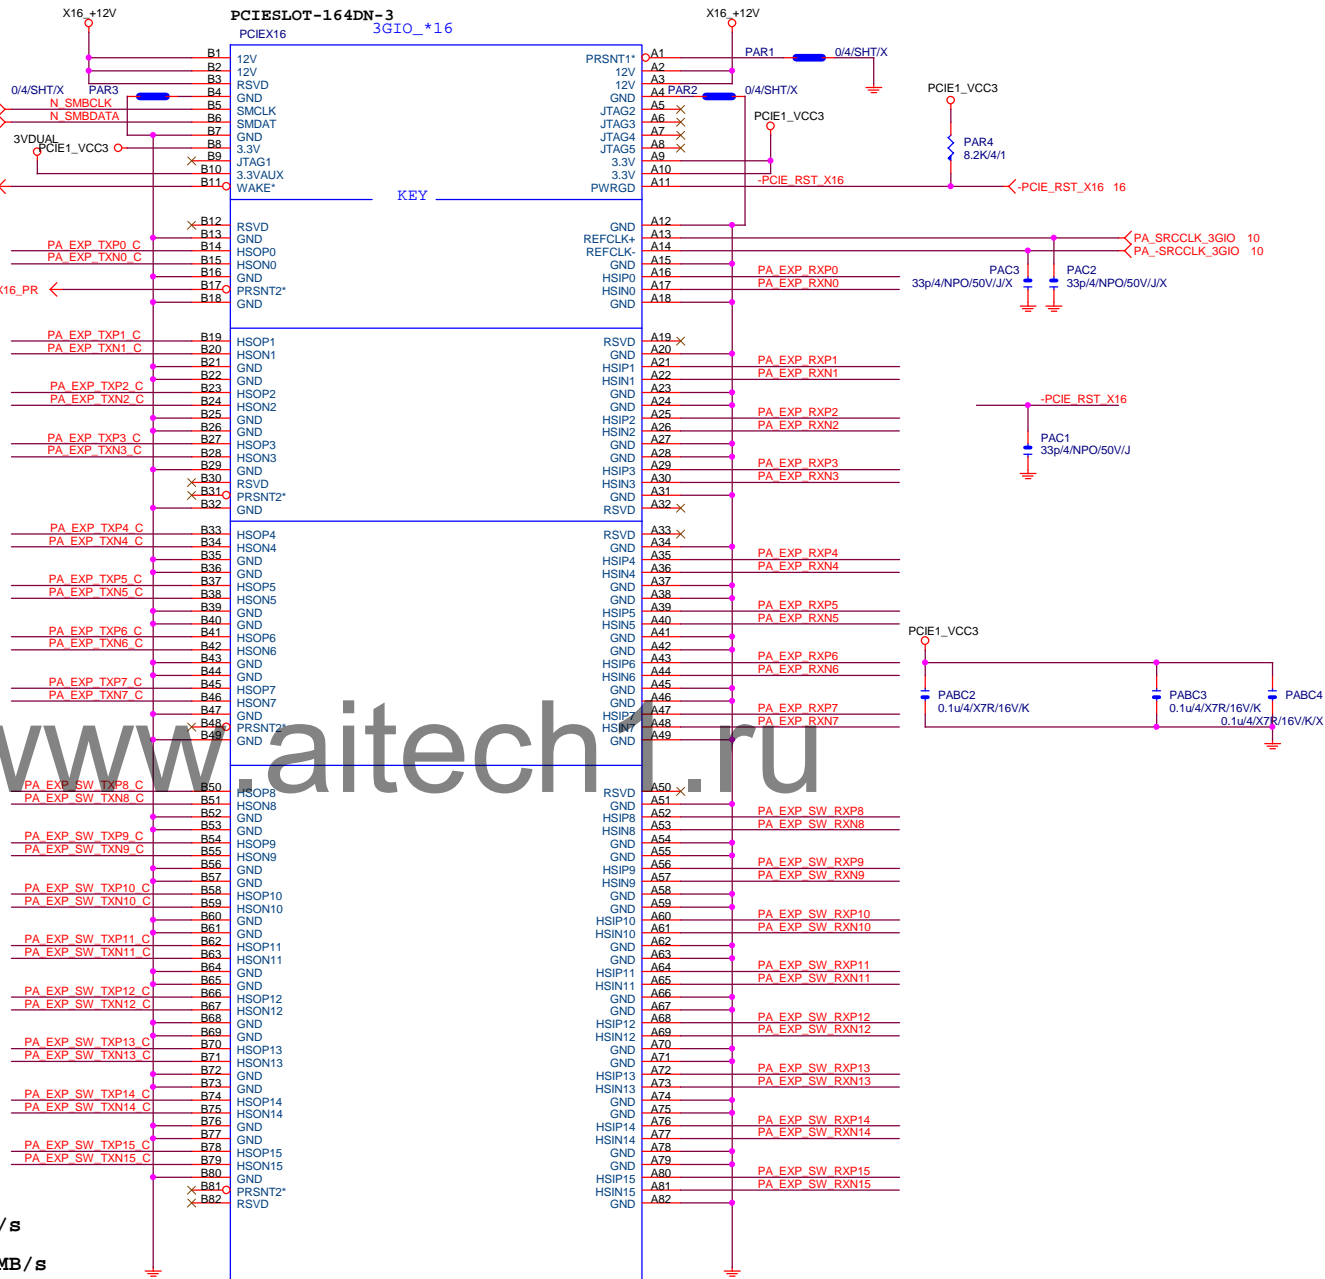 X16_+12V
PCIESLOT-164DN-3
PCIEX16
3GIO_*16
X16_+12V
B1 12V
B2 12V
B3 RSVD
0/4/SHT/X PAR3 B4 GND
N_SMBCLK B5 SMCLK
N_SMBDATA B6 SMDAT
B7 GND
3VDUAL PCIE1_VCC3 B8 3.3V
B9 JTAG1
B10 3.3VAUX
B11 WAKE*
PRSNT1* A1 PAR1 0/4/SHT/X
12V A2
12V A3
GND A4 PAR2 0/4/SHT/X
JTAG2 A5
JTAG3 A6
JTAG4 A7
JTAG5 A8
3.3V A9 PCIE1_VCC3
3.3V A10
PWRGD A11 -PCIE_RST_X16
PCIE1_VCC3
PAR4
8.2K/4/1
-PCIE_RST_X16 16
KEY
B12 RSVD
B13 GND
PA_EXP_TXP0_C B14 HSOP0
PA_EXP_TXN0_C B15 HSON0
B16 GND
X16_PR B17 PRSNT2*
B18 GND
GND A12
REFCLK+ A13 PA_SRCCLK_3GIO 10
REFCLK- A14 PA_-SRCCLK_3GIO 10
GND A15
HSIP0 A16 PA_EXP_RXP0
HSIN0 A17 PA_EXP_RXN0
GND A18
PAC3
33p/4/NPO/50V/J/X
PAC2
33p/4/NPO/50V/J/X
PA_EXP_TXP1_C B19 HSOP1
PA_EXP_TXN1_C B20 HSON1
B21 GND
B22 GND
PA_EXP_TXP2_C B23 HSOP2
PA_EXP_TXN2_C B24 HSON2
B25 GND
B26 GND
PA_EXP_TXP3_C B27 HSOP3
PA_EXP_TXN3_C B28 HSON3
B29 GND
B30 RSVD
B31 PRSNT2*
B32 GND
RSVD A19
GND A20
HSIP1 A21 PA_EXP_RXP1
HSIN1 A22 PA_EXP_RXN1
GND A23
GND A24
HSIP2 A25 PA_EXP_RXP2
HSIN2 A26 PA_EXP_RXN2
GND A27
GND A28
HSIP3 A29 PA_EXP_RXP3
HSIN3 A30 PA_EXP_RXN3
GND A31
RSVD A32
-PCIE_RST_X16
PAC1
33p/4/NPO/50V/J
PA_EXP_TXP4_C B33 HSOP4
PA_EXP_TXN4_C B34 HSON4
B35 GND
B36 GND
PA_EXP_TXP5_C B37 HSOP5
PA_EXP_TXN5_C B38 HSON5
B39 GND
B40 GND
PA_EXP_TXP6_C B41 HSOP6
PA_EXP_TXN6_C B42 HSON6
B43 GND
B44 GND
PA_EXP_TXP7_C B45 HSOP7
PA_EXP_TXN7_C B46 HSON7
B47 GND
B48 PRSNT2*
B49 GND
RSVD A33
GND A34
HSIP4 A35 PA_EXP_RXP4
HSIN4 A36 PA_EXP_RXN4
GND A37
GND A38
HSIP5 A39 PA_EXP_RXP5
HSIN5 A40 PA_EXP_RXN5
GND A41
GND A42
HSIP6 A43 PA_EXP_RXP6
HSIN6 A44 PA_EXP_RXN6
GND A45
GND A46
HSIP7 A47 PA_EXP_RXP7
HSIN7 A48 PA_EXP_RXN7
GND A49
PCIE1_VCC3
PABC2
0.1u/4/X7R/16V/K
PABC3
0.1u/4/X7R/16V/K
PABC4
0.1u/4/X7R/16V/K/X
www.aitech1.ru
PA_EXP_SW_TXP8_C B50 HSOP8
PA_EXP_SW_TXN8_C B51 HSON8
B52 GND
B53 GND
PA_EXP_SW_TXP9_C B54 HSOP9
PA_EXP_SW_TXN9_C B55 HSON9
B56 GND
B57 GND
PA_EXP_SW_TXP10_C B58 HSOP10
PA_EXP_SW_TXN10_C B59 HSON10
B60 GND
B61 GND
PA_EXP_SW_TXP11_C B62 HSOP11
PA_EXP_SW_TXN11_C B63 HSON11
B64 GND
B65 GND
PA_EXP_SW_TXP12_C B66 HSOP12
PA_EXP_SW_TXN12_C B67 HSON12
B68 GND
B69 GND
PA_EXP_SW_TXP13_C B70 HSOP13
PA_EXP_SW_TXN13_C B71 HSON13
B72 GND
B73 GND
PA_EXP_SW_TXP14_C B74 HSOP14
PA_EXP_SW_TXN14_C B75 HSON14
B76 GND
B77 GND
PA_EXP_SW_TXP15_C B78 HSOP15
PA_EXP_SW_TXN15_C B79 HSON15
B80 GND
B81 PRSNT2*
B82 RSVD
RSVD A50
GND A51
HSIP8 A52 PA_EXP_SW_RXP8
HSIN8 A53 PA_EXP_SW_RXN8
GND A54
GND A55
HSIP9 A56 PA_EXP_SW_RXP9
HSIN9 A57 PA_EXP_SW_RXN9
GND A58
GND A59
HSIP10 A60 PA_EXP_SW_RXP10
HSIN10 A61 PA_EXP_SW_RXN10
GND A62
GND A63
HSIP11 A64 PA_EXP_SW_RXP11
HSIN11 A65 PA_EXP_SW_RXN11
GND A66
GND A67
HSIP12 A68 PA_EXP_SW_RXP12
HSIN12 A69 PA_EXP_SW_RXN12
GND A70
GND A71
HSIP13 A72 PA_EXP_SW_RXP13
HSIN13 A73 PA_EXP_SW_RXN13
GND A74
GND A75
HSIP14 A76 PA_EXP_SW_RXP14
HSIN14 A77 PA_EXP_SW_RXN14
GND A78
GND A79
HSIP15 A80 PA_EXP_SW_RXP15
HSIN15 A81 PA_EXP_SW_RXN15
GND A82
/s
MB/s